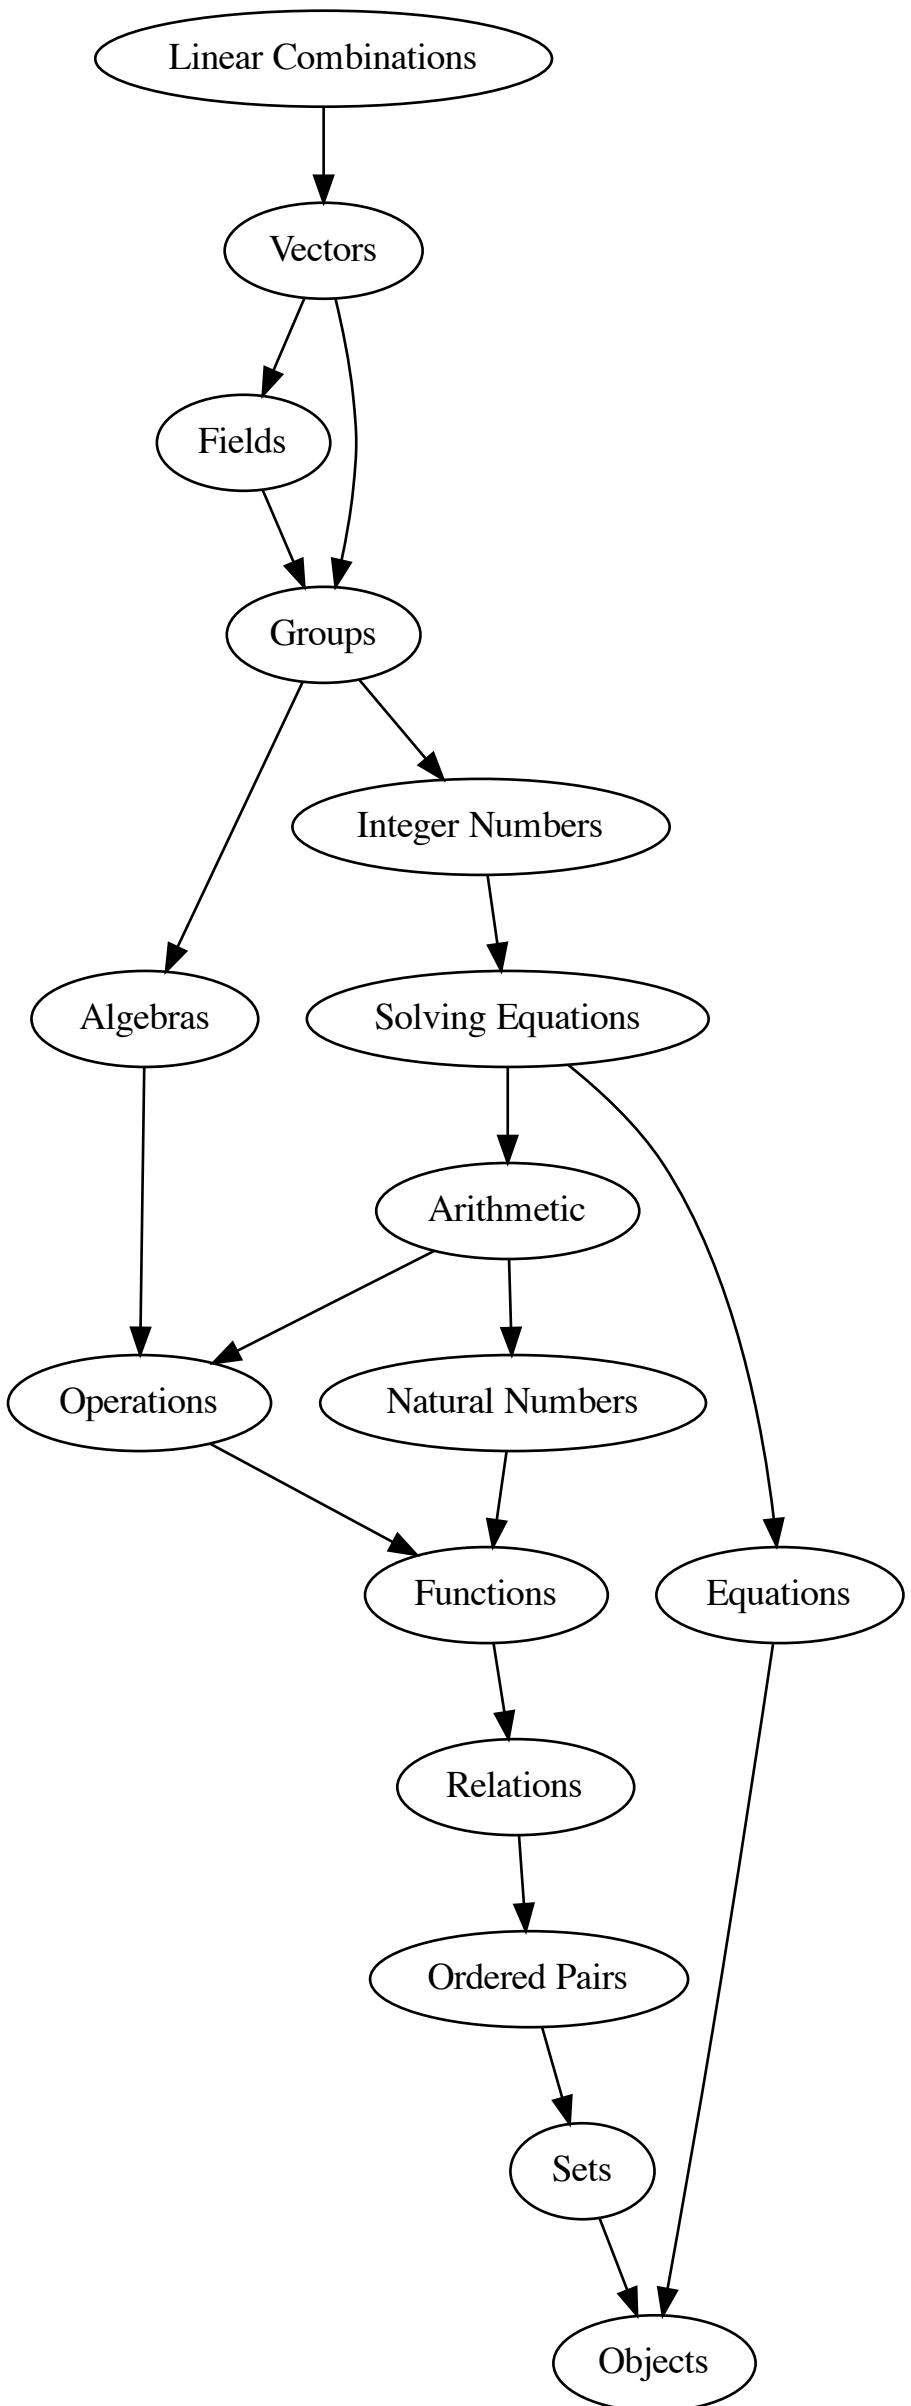 Linear Combinations
Vectors
Fields
Groups
Integer Numbers
Algebras
Solving Equations
Arithmetic
Operations
Natural Numbers
Functions
Equations
Relations
Ordered Pairs
Sets
Objects